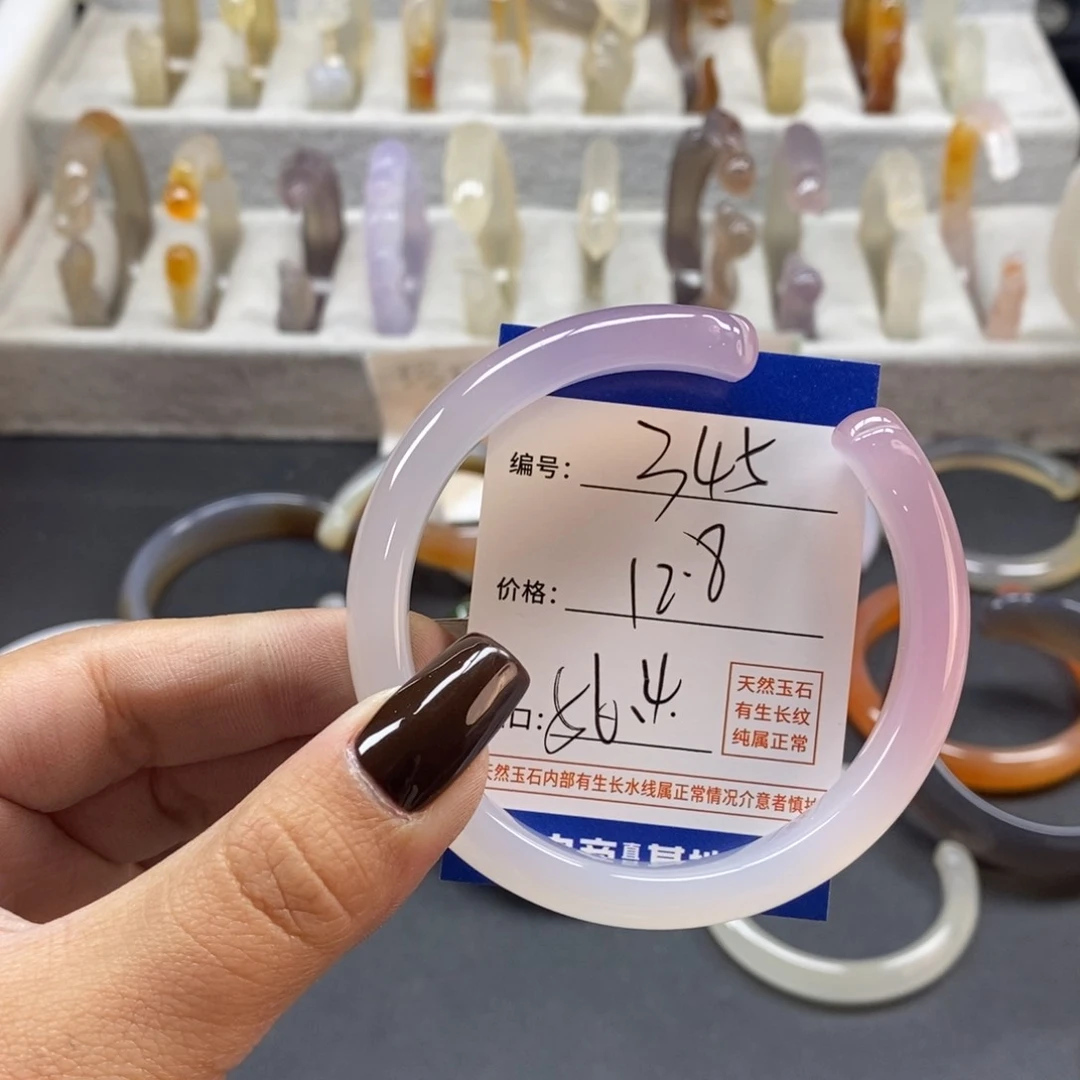 编号: 345
价格: 12.8
口: 56.4
天然玉石
有生长纹
纯属正常
天然玉石内部有生长水线属正常情况介意者慎